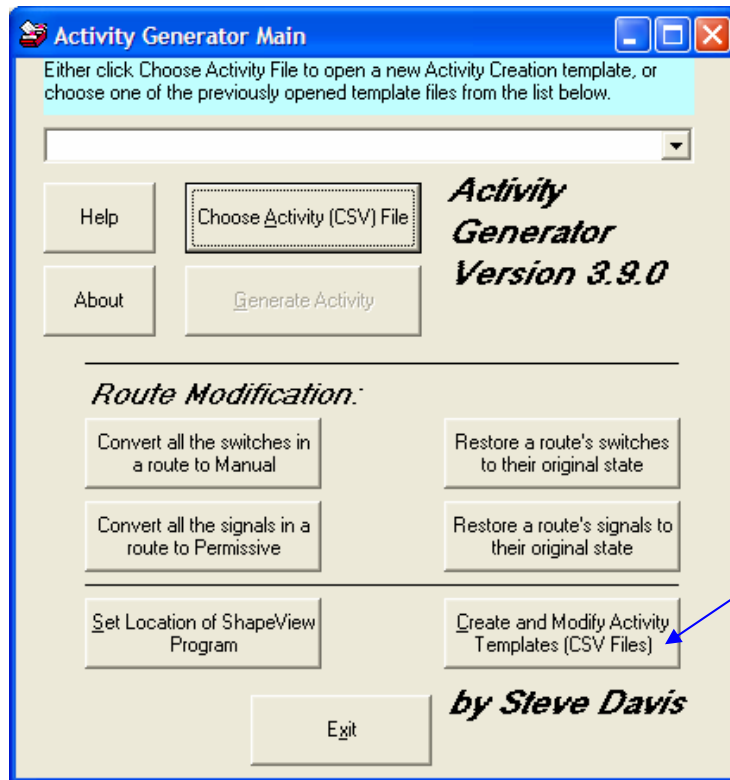 Activity Generator Main
Either click Choose Activity File to open a new Activity Creation template, or
choose one of the previously opened template files from the list below.
Help
Choose Activity (CSV) File
Activity
Generator
Version 3.9.0
About
Generate Activity
Route Modification:
Convert all the switches in
a route to Manual
Restore a route's switches
to their original state
Convert all the signals in a
route to Permissive
Restore a route's signals to
their original state
Set Location of ShapeView
Program
Create and Modify Activity
Templates (CSV Files)
by Steve Davis
Exit